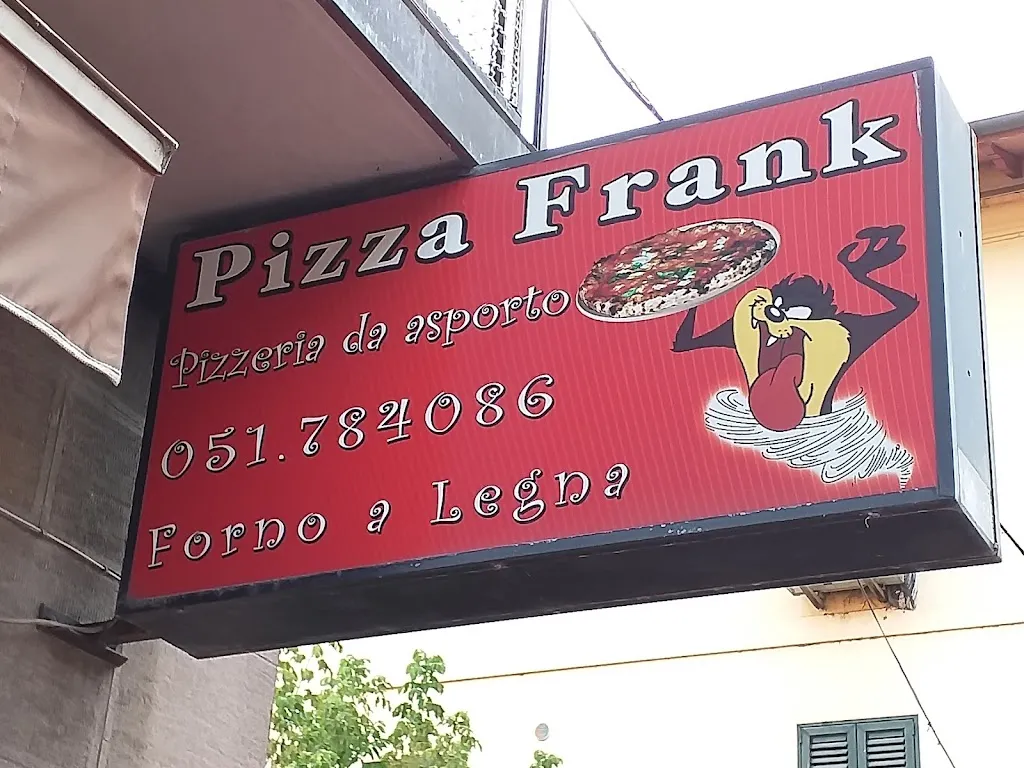 Pizza Frank
Pizzeria da asporto
051.784086
Forno a Legna